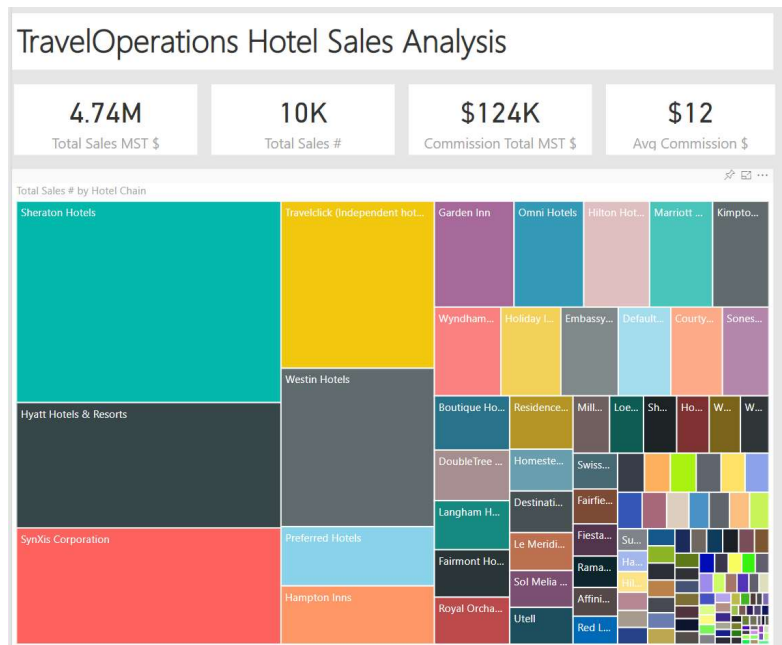 TravelOperations Hotel Sales Analysis
4.74M
Total Sales MST $
10K
Total Sales #
$124K
Commission Total MST $
$12
Avg Commission $
Total Sales # by Hotel Chain
Sheraton Hotels
Hyatt Hotels & Resorts
SynXis Corporation
Travelclick (Independent hot...
Westin Hotels
Preferred Hotels
Hampton Inns
Garden Inn
Omni Hotels
Hilton Hot...
Marriott ...
Kimpto...
Wyndham...
Holiday I...
Embassy...
Default...
Courty...
Sones...
Boutique Ho...
DoubleTree ...
Langham H...
Fairmont Ho...
Royal Orcha...
Residence...
Homeste...
Destinati...
Le Meridi...
Sol Melia ...
Utell
Mill...
Loe...
Sh...
Ho...
W...
W...
Swiss...
Fairfie...
Fiesta...
Rama...
Affini...
Red L...
Su...
Ha...
Hil...